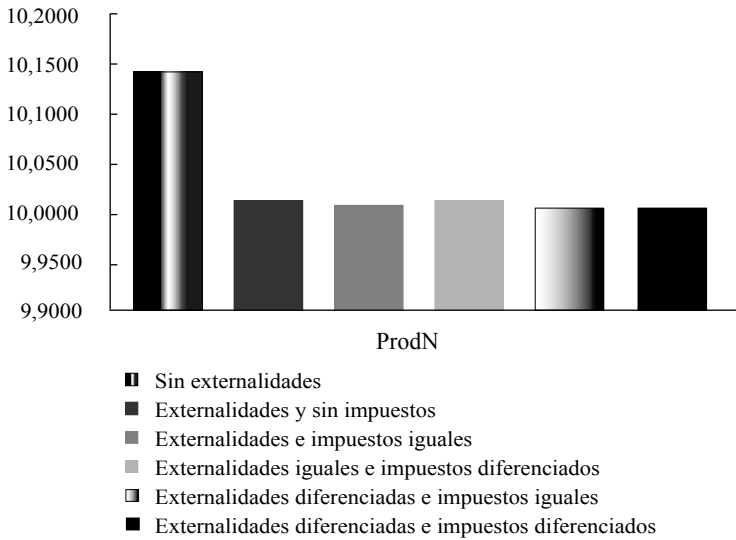 10,2000
10,1500
10,1000
10,0500
10,0000
9,9500
9,9000
ProdN
Sin externalidades
Externalidades y sin impuestos
Externalidades e impuestos iguales
Externalidades iguales e impuestos diferenciados
Externalidades diferenciadas e impuestos iguales
Externalidades diferenciadas e impuestos diferenciados